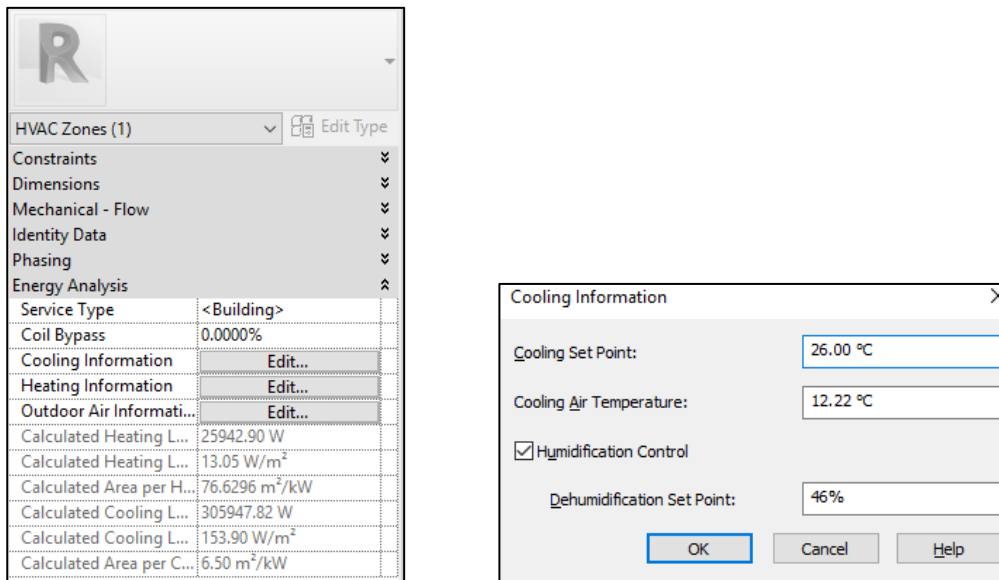 R
HVAC Zones (1)
Edit Type
Constraints
Dimensions
Mechanical - Flow
Identity Data
Phasing
Energy Analysis
Service Type <Building>
Coil Bypass 0.0000%
Cooling Information Edit...
Heating Information Edit...
Outdoor Air Informati... Edit...
Calculated Heating L... 25942.90 W
Calculated Heating L... 13.05 W/m²
Calculated Area per H... 76.6296 m²/kW
Calculated Cooling L... 305947.82 W
Calculated Cooling L... 153.90 W/m²
Calculated Area per C... 6.50 m²/kW
Cooling Information
Cooling Set Point: 26.00 ºC
Cooling Air Temperature: 12.22 ºC
Humidification Control
Dehumidification Set Point: 46%
OK Cancel Help